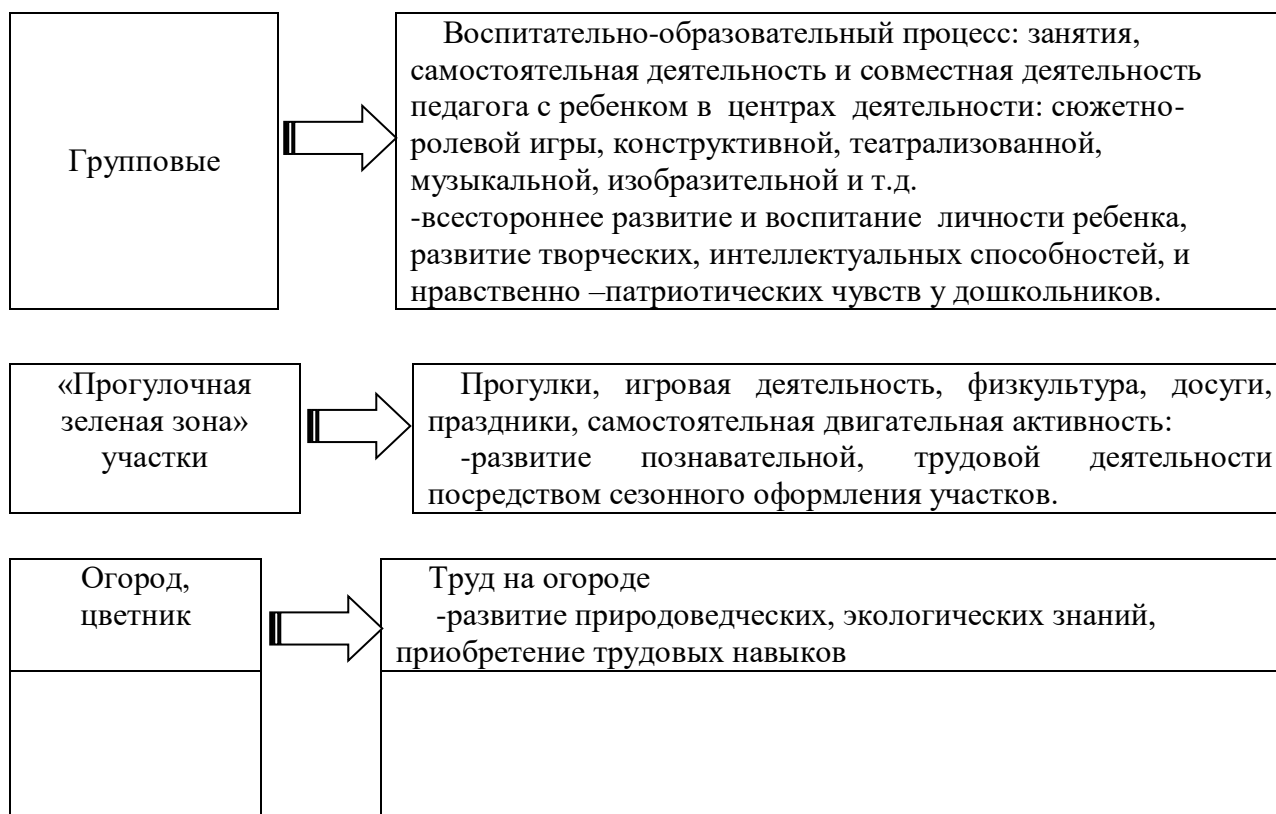 Групповые
Воспитательно-образовательный процесс: занятия,
самостоятельная деятельность и совместная деятельность
педагога с ребенком в центрах деятельности: сюжетно-
ролевой игры, конструктивной, театрализованной,
музыкальной, изобразительной и т.д.
-всестороннее развитие и воспитание личности ребенка,
развитие творческих, интеллектуальных способностей, и
нравственно –патриотических чувств у дошкольников.
«Прогулочная
зеленая зона»
участки
Прогулки, игровая деятельность, физкультура, досуги,
праздники, самостоятельная двигательная активность:
-развитие познавательной, трудовой деятельности
посредством сезонного оформления участков.
Огород,
цветник
Труд на огороде
-развитие природоведческих, экологических знаний,
приобретение трудовых навыков